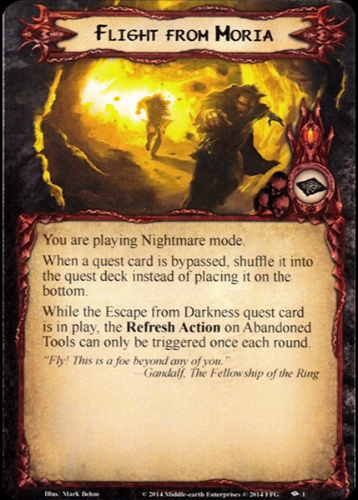 FLIGHT FROM MORIA
You are playing Nightmare mode.
When a quest card is bypassed, shuffle it into
the quest deck instead of placing it on the
bottom.
While the Escape from Darkness quest card
is in play, the Refresh Action on Abandoned
Tools can only be triggered once each round.
"Fly! This is a foe beyond any of you."
—Gandalf, The Fellowship of the Ring
Illus. Mark Behm © 2014 Middle-earth Enterprises © 2014 FFG 1